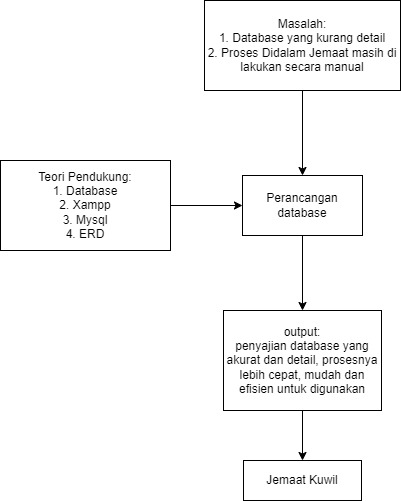 Masalah:
1. Database yang kurang detail
2. Proses Didalam Jemaat masih di
lakukan secara manual
Teori Pendukung:
1. Database
2. Xampp
3. Mysql
4. ERD
Perancangan
database
output:
penyajian database yang
akurat dan detail, prosesnya
lebih cepat, mudah dan
efisien untuk digunakan
Jemaat Kuwil